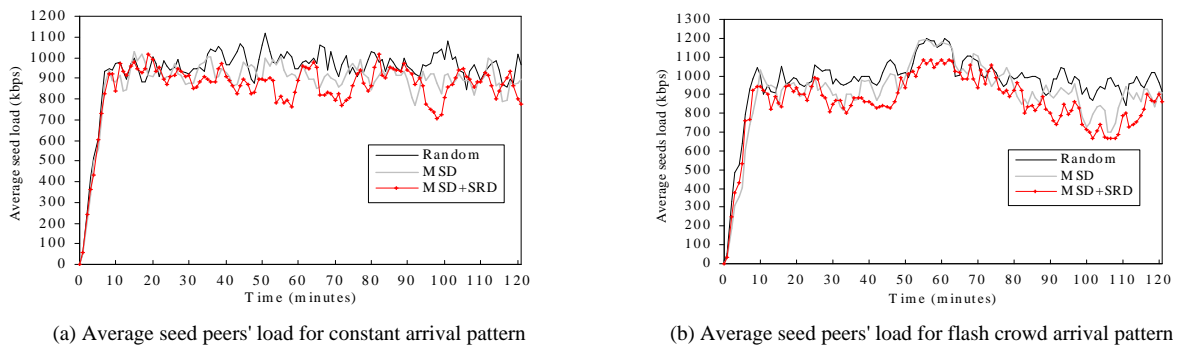 1200
1100
1000
900
800
700
600
500
400
300
200
100
0
Average seed load (kbps)
Random
MSD
MSD+SRD
0 10 20 30 40 50 60 70 80 90 100 110 120
Time (minutes)
(a) Average seed peers' load for constant arrival pattern
1300
1200
1100
1000
900
800
700
600
500
400
300
200
100
0
Average seeds load (kbps)
Random
MSD
MSD+SRD
0 10 20 30 40 50 60 70 80 90 100 110 120
Time (minutes)
(b) Average seed peers' load for flash crowd arrival pattern